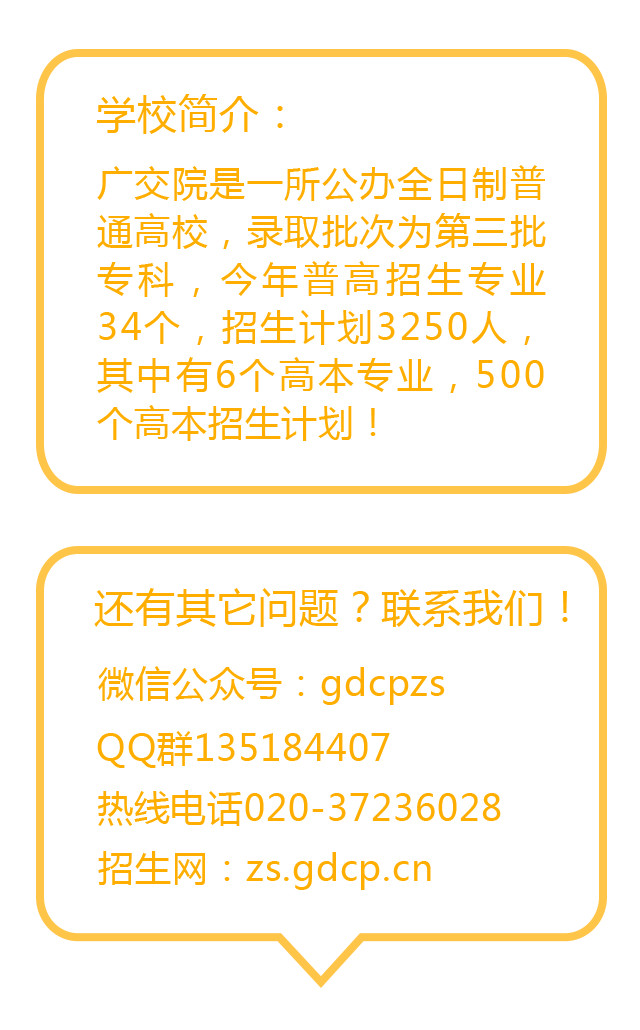 学校简介：
广交院是一所公办全日制普
通高校，录取批次为第三批
专科，今年普高招生专业
34个，招生计划3250人，
其中有6个高本专业，500
个高本招生计划！
还有其它问题？联系我们！
微信公众号：gdcpzs
QQ群135184407
热线电话020-37236028
招生网：zs.gdcp.cn